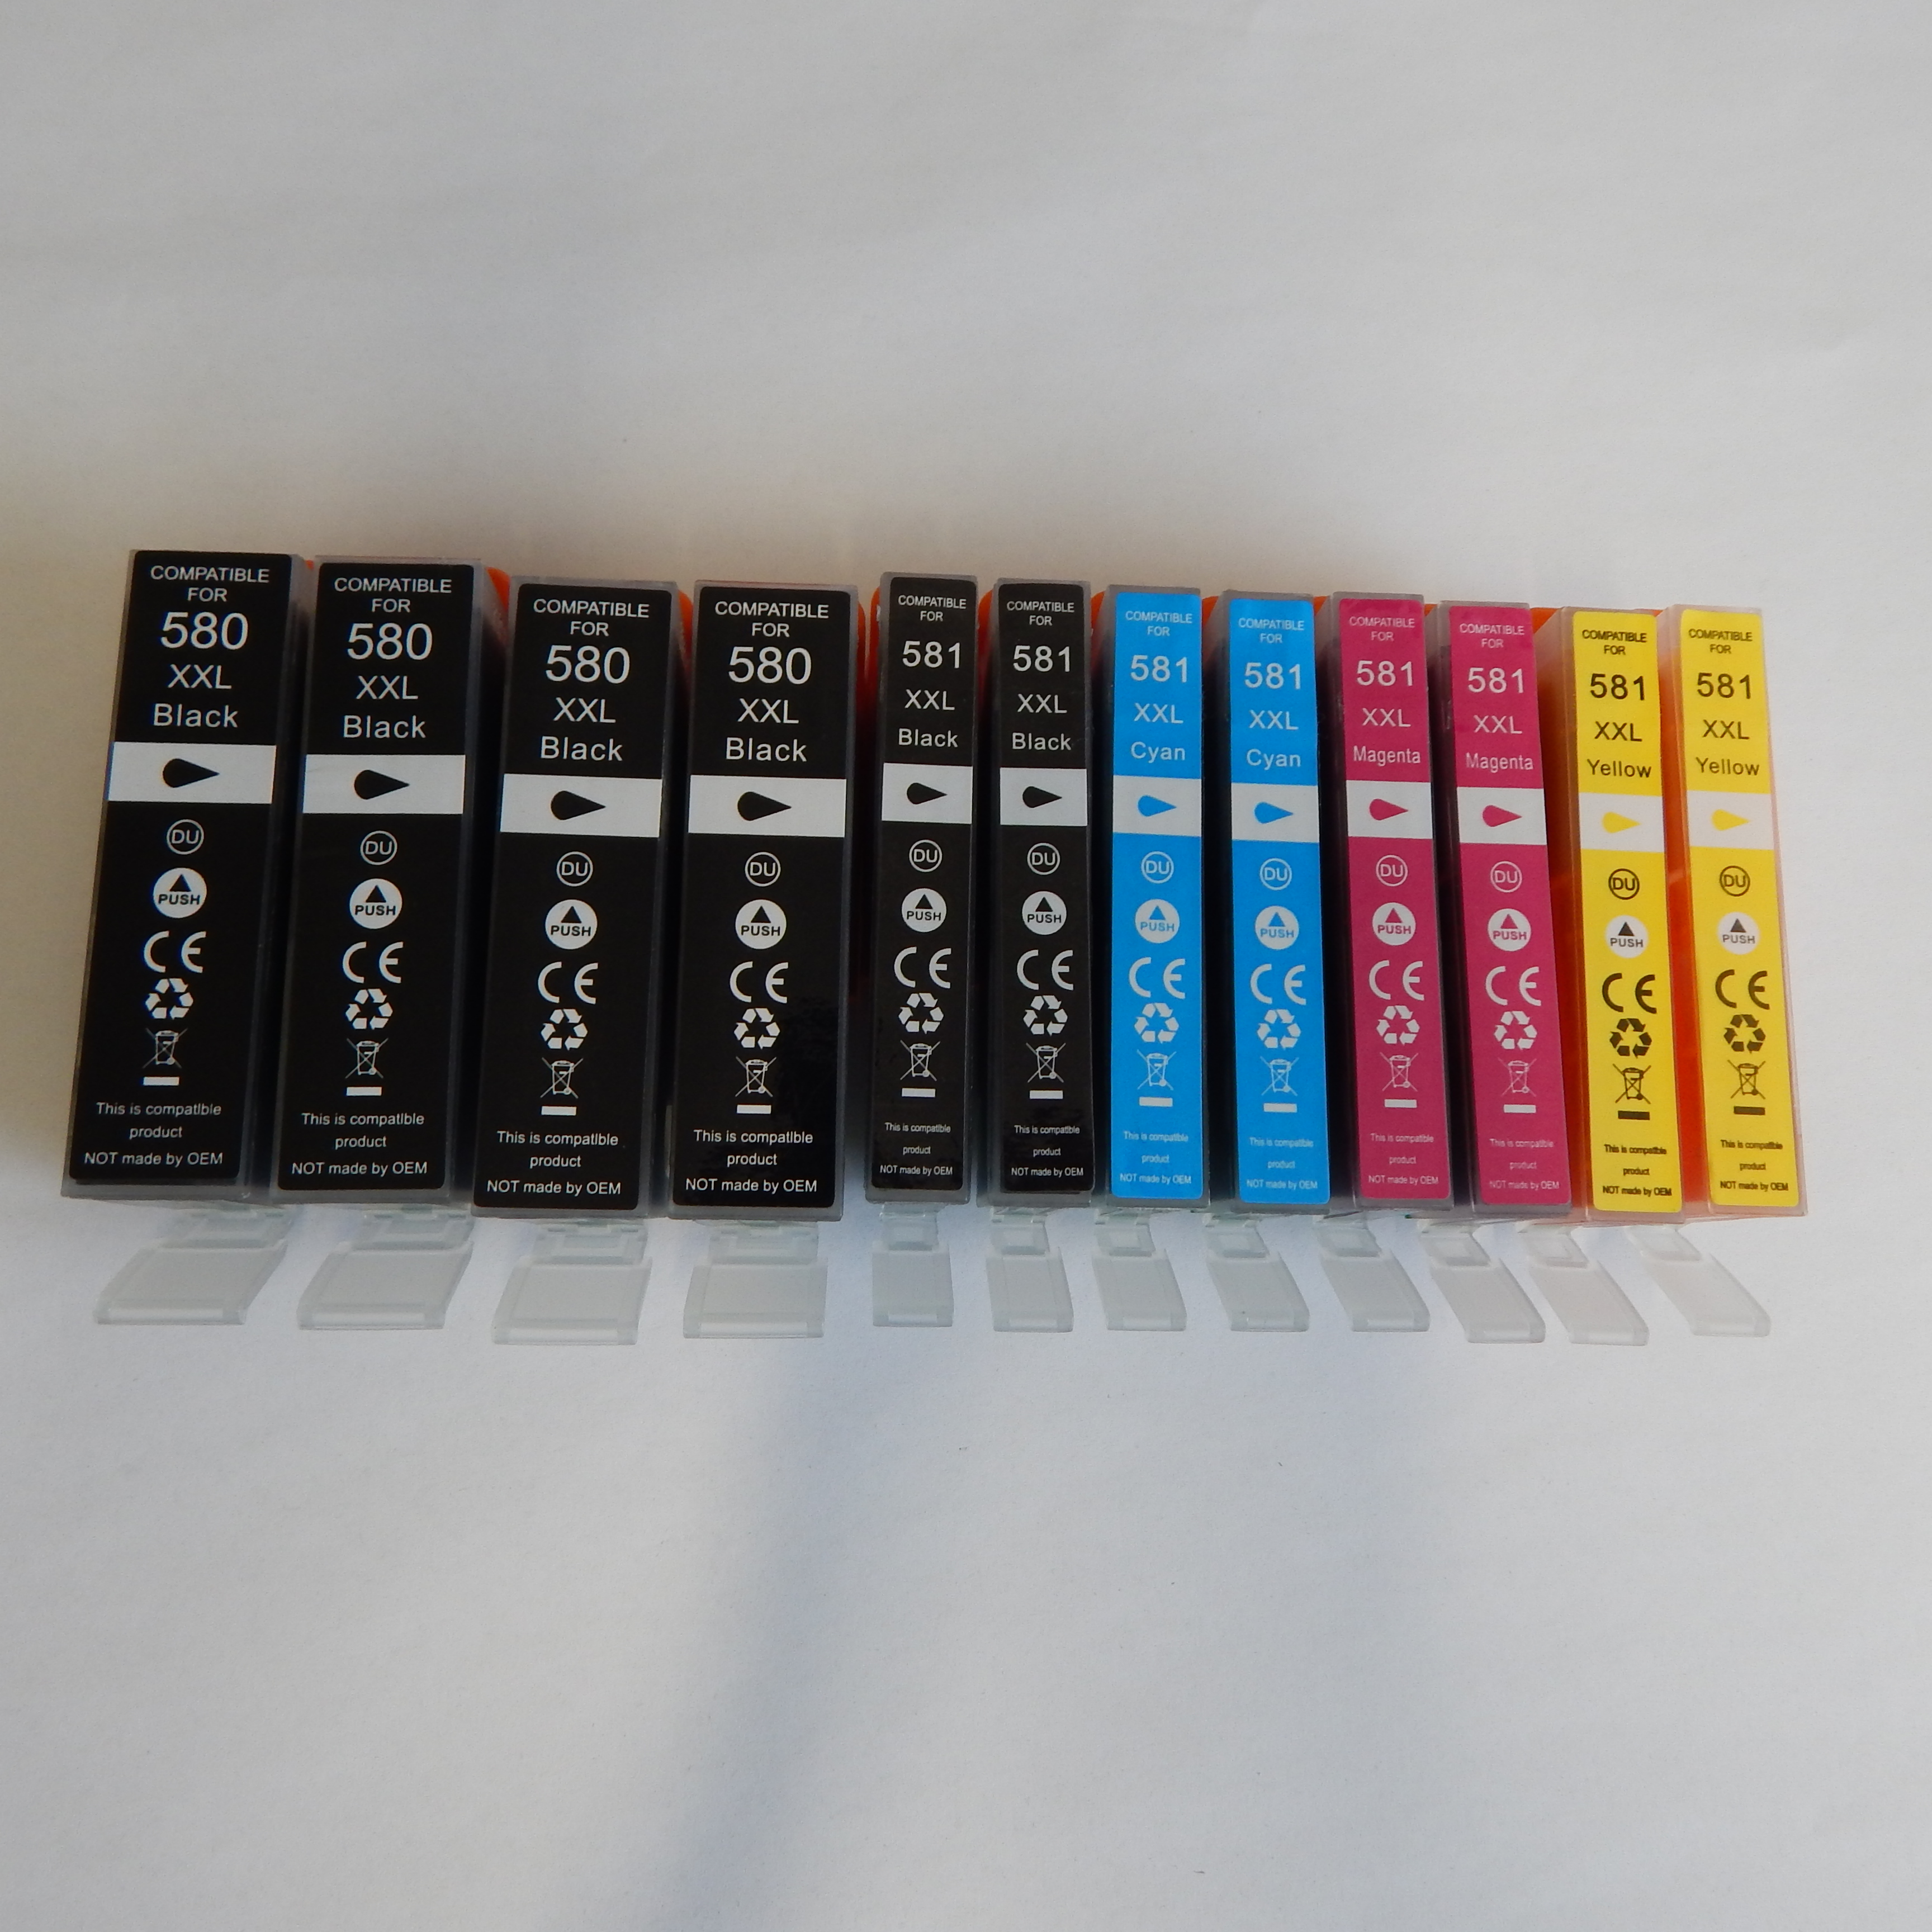 COMPATIBLE
FOR
580
XXL
Black
DU
PUSH
CE
This is compatible
product
NOT made by OEM
COMPATIBLE
FOR
580
XXL
Black
DU
PUSH
CE
This is compatible
product
NOT made by OEM
COMPATIBLE
FOR
580
XXL
Black
DU
PUSH
CE
This is compatible
product
NOT made by OEM
COMPATIBLE
FOR
580
XXL
Black
DU
PUSH
CE
This is compatible
product
NOT made by OEM
COMPATIBLE
FOR
581
XXL
Black
DU
PUSH
CE
This is compatible
product
NOT made by OEM
COMPATIBLE
FOR
581
XXL
Black
DU
PUSH
CE
This is compatible
product
NOT made by OEM
COMPATIBLE
FOR
581
XXL
Cyan
DU
PUSH
CE
This is compatible
product
NOT made by OEM
COMPATIBLE
FOR
581
XXL
Cyan
DU
PUSH
CE
This is compatible
product
NOT made by OEM
COMPATIBLE
FOR
581
XXL
Magenta
DU
PUSH
CE
This is compatible
product
NOT made by OEM
COMPATIBLE
FOR
581
XXL
Magenta
DU
PUSH
CE
This is compatible
product
NOT made by OEM
COMPATIBLE
FOR
581
XXL
Yellow
DU
PUSH
CE
This is compatible
product
NOT made by OEM
COMPATIBLE
FOR
581
XXL
Yellow
DU
PUSH
CE
This is compatible
product
NOT made by OEM